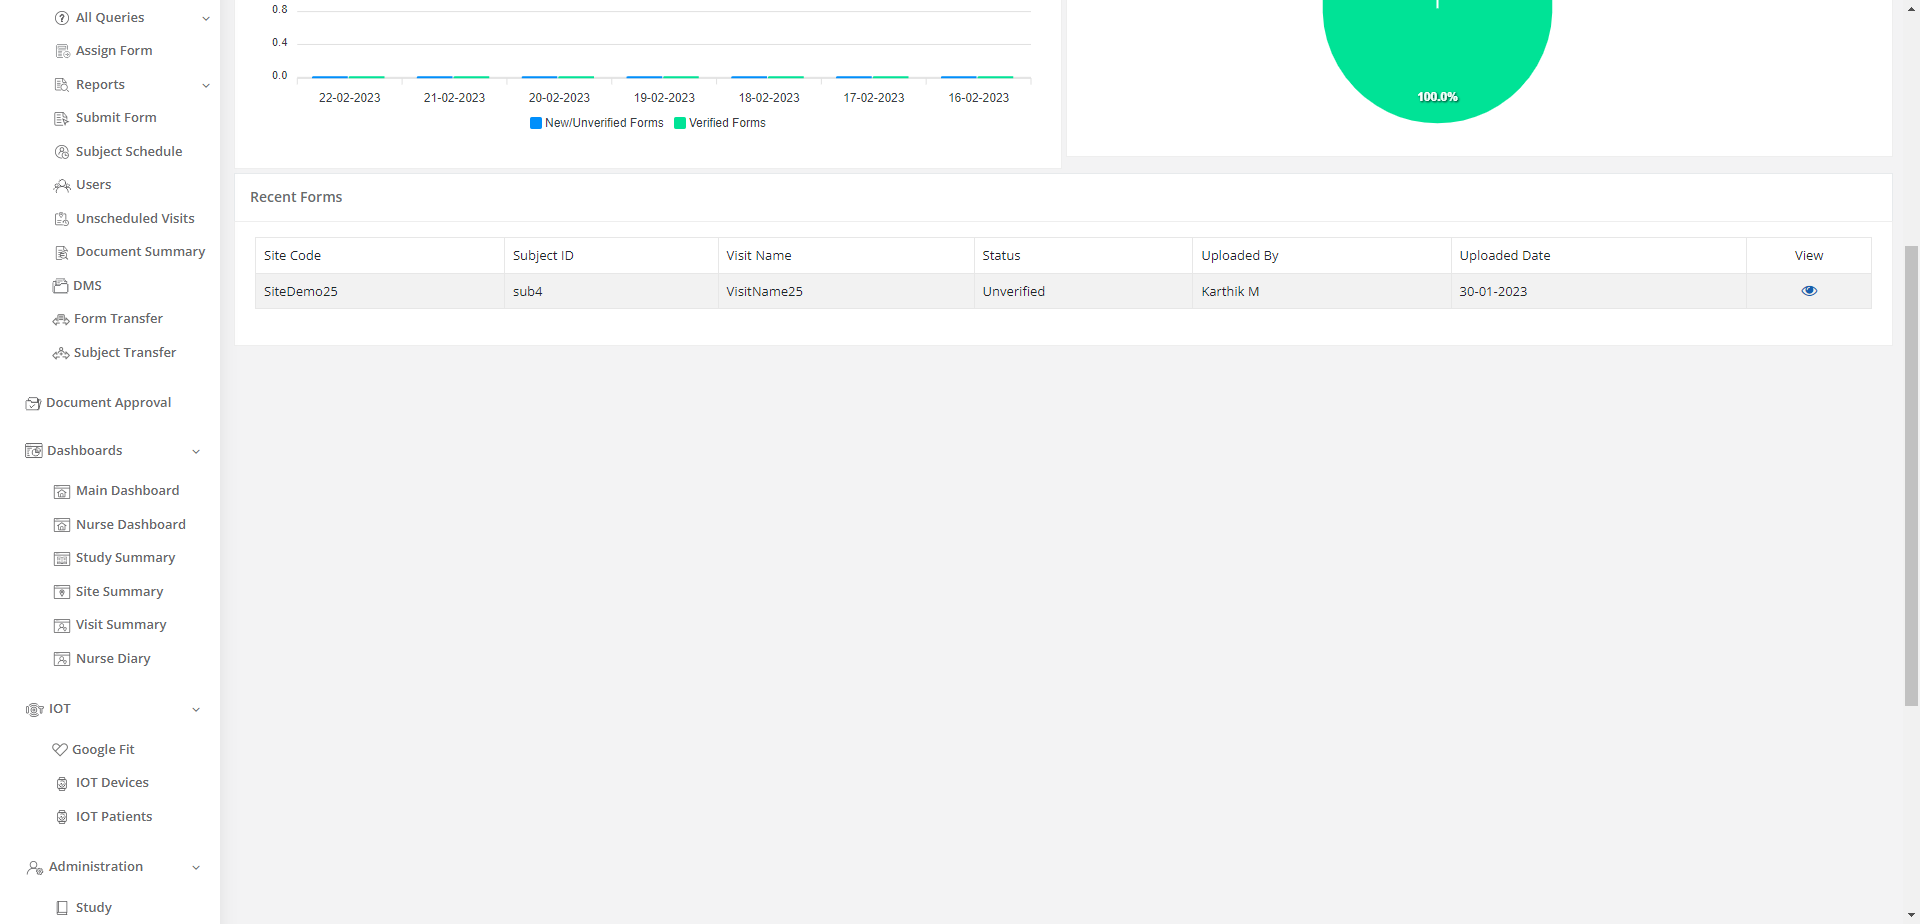 All Queries
Assign Form
Reports
Submit Form
Subject Schedule
Users
Unscheduled Visits
Document Summary
DMS
Form Transfer
Subject Transfer
Document Approval
Dashboards
Main Dashboard
Nurse Dashboard
Study Summary
Site Summary
Visit Summary
Nurse Diary
IOT
Google Fit
IOT Devices
IOT Patients
Administration
Study
0.8
0.4
0.0
22-02-2023 21-02-2023 20-02-2023 19-02-2023 18-02-2023 17-02-2023 16-02-2023
New/Unverified Forms Verified Forms
100.0%
Recent Forms
Site Code Subject ID Visit Name Status Uploaded By Uploaded Date View
SiteDemo25 sub4 VisitName25 Unverified Karthik M 30-01-2023